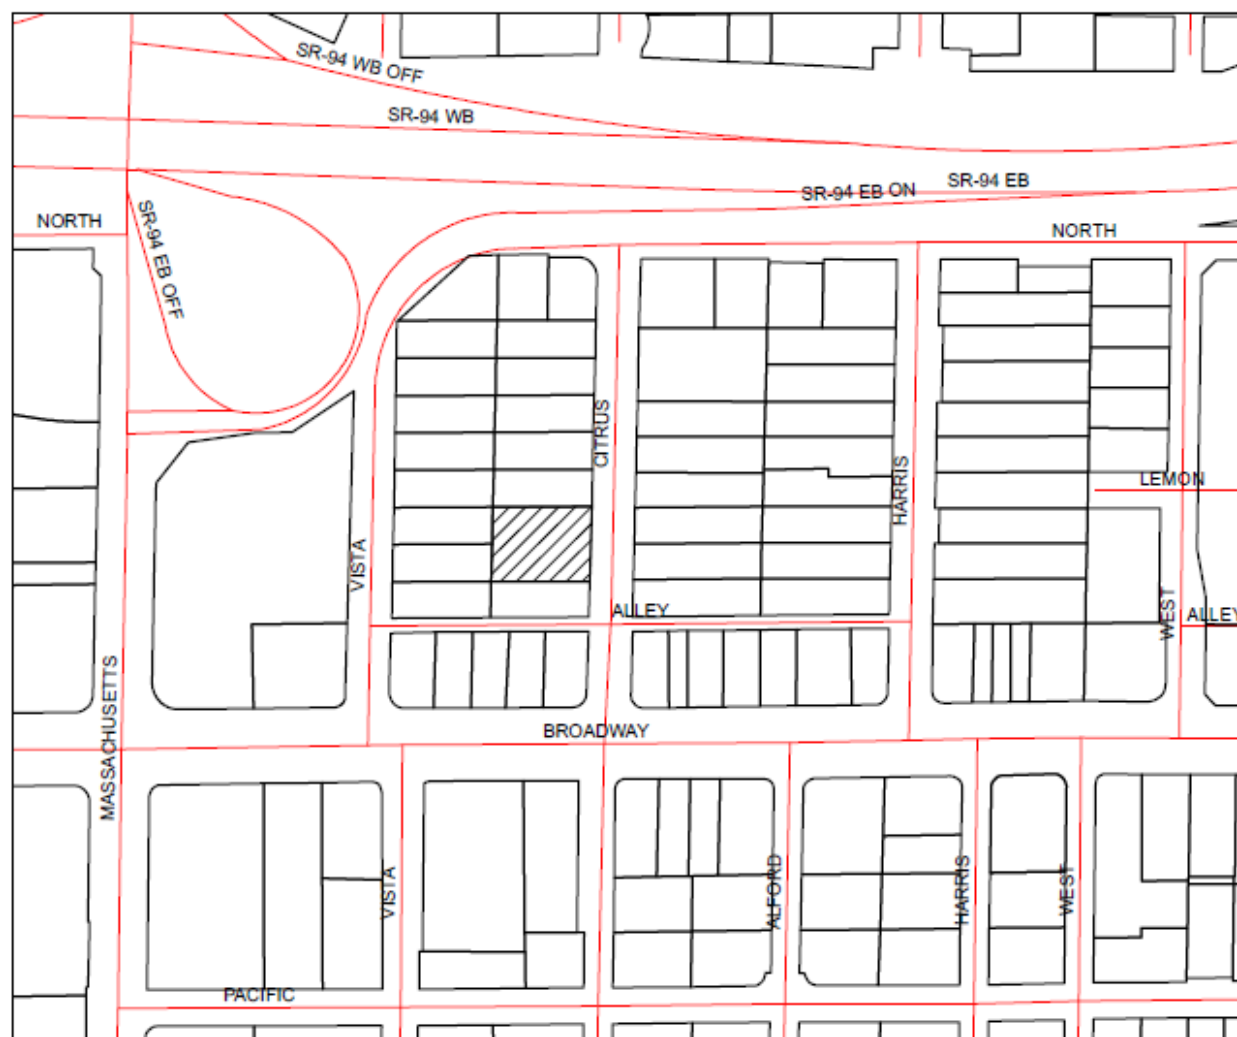 SR-94 WB OFF
SR-94 WB
SR-94 EB
SR-94 EB ON
NORTH
SR-94 EB OFF
NORTH
CITRUS
HARRIS
LEMON
VISTA
ALLEY
WEST
ALLEY
MASSACHUSETTS
BROADWAY
VISTA
ALFORD
HARRIS
WEST
PACIFIC